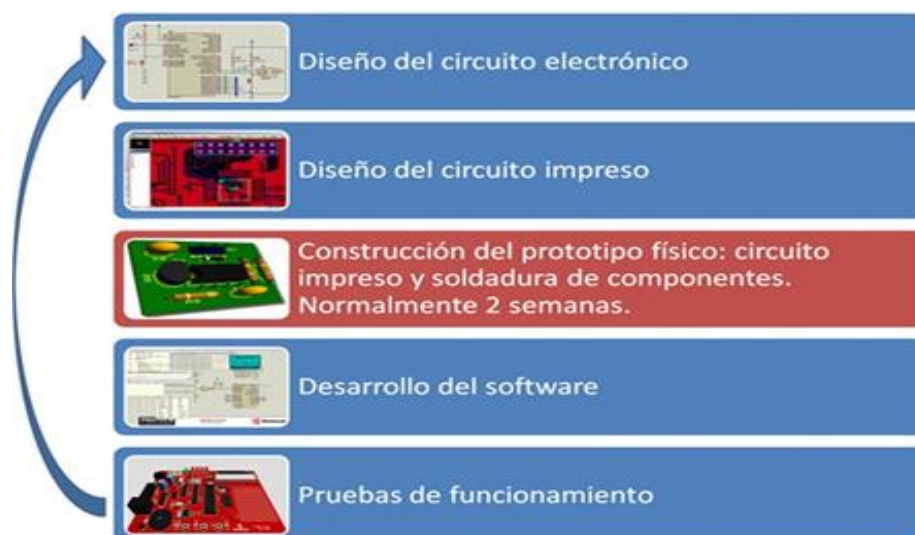 Diseño del circuito electrónico
Diseño del circuito impreso
Construcción del prototipo físico: circuito
impreso y soldadura de componentes.
Normalmente 2 semanas.
Desarrollo del software
Pruebas de funcionamiento